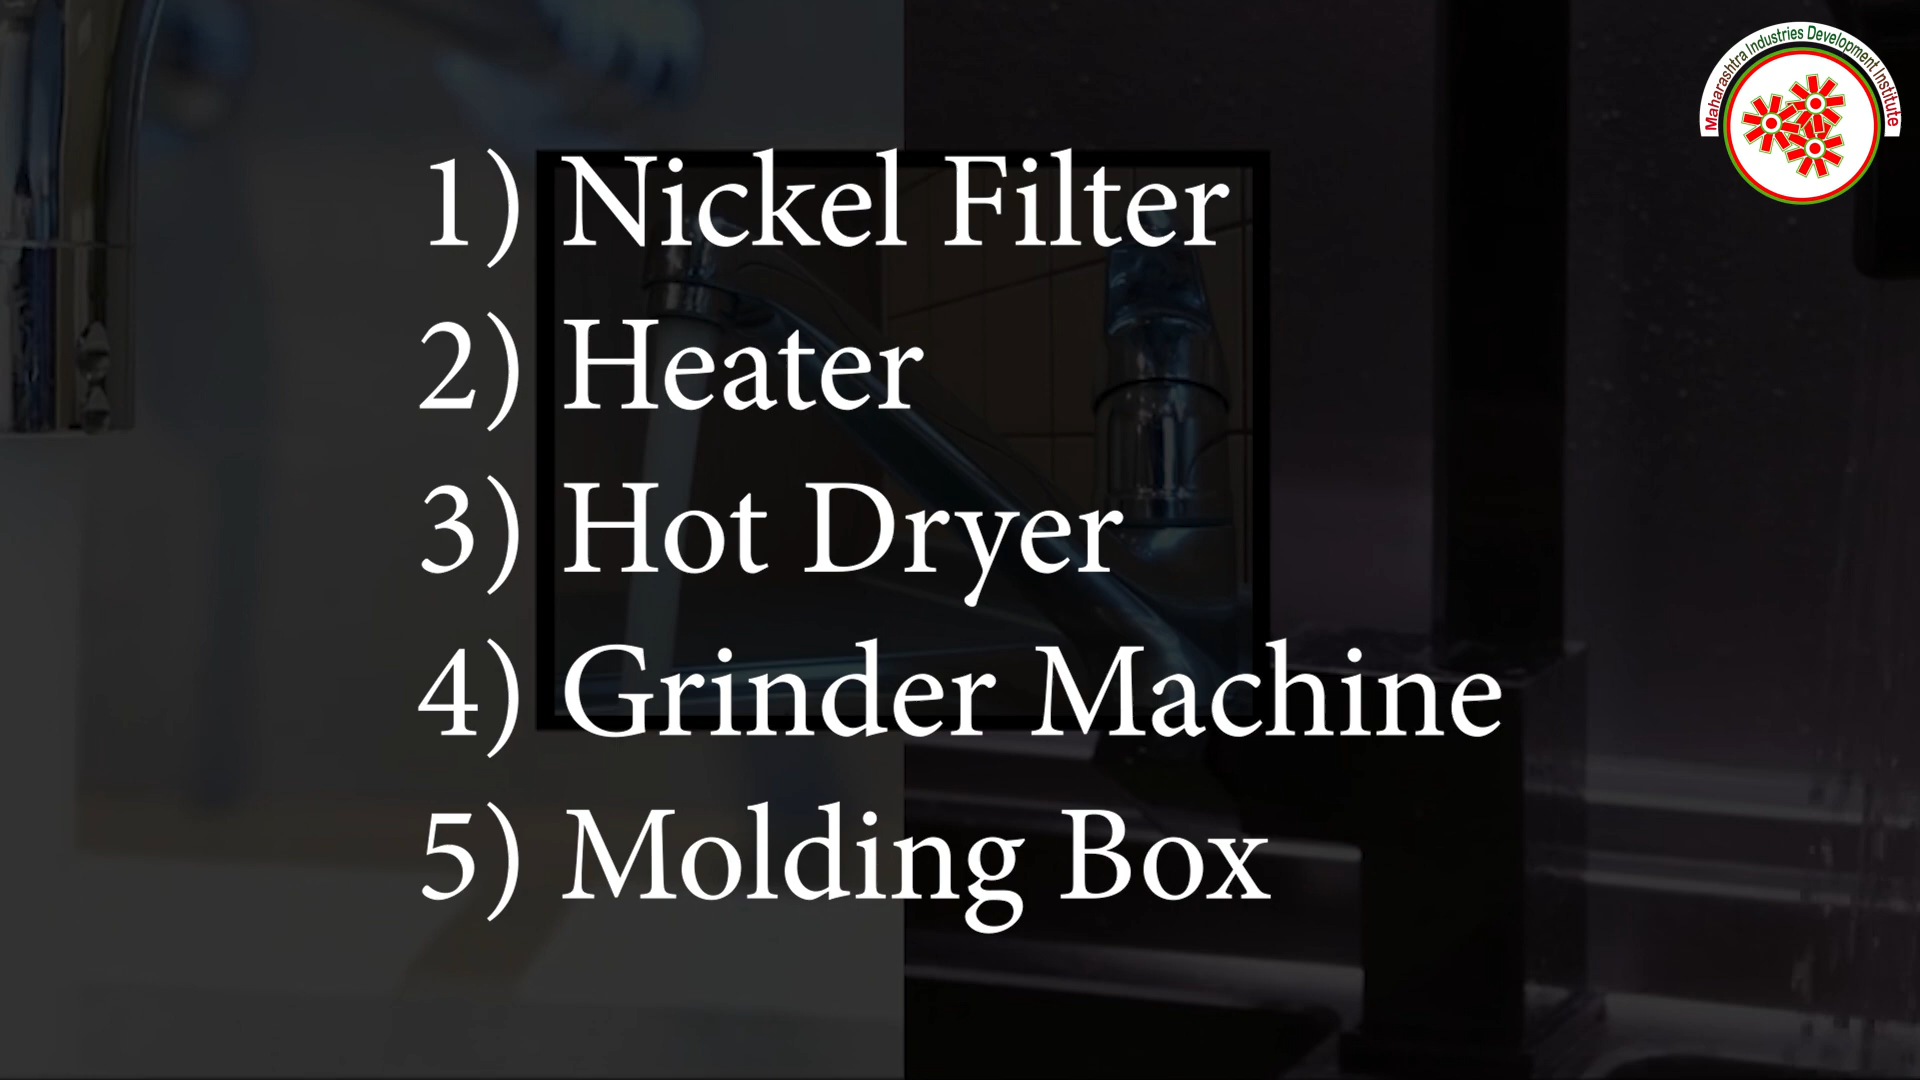 Maharashtra Industries Development Institute
1) Nickel Filter
2) Heater
3) Hot Dryer
4) Grinder Machine
5) Molding Box